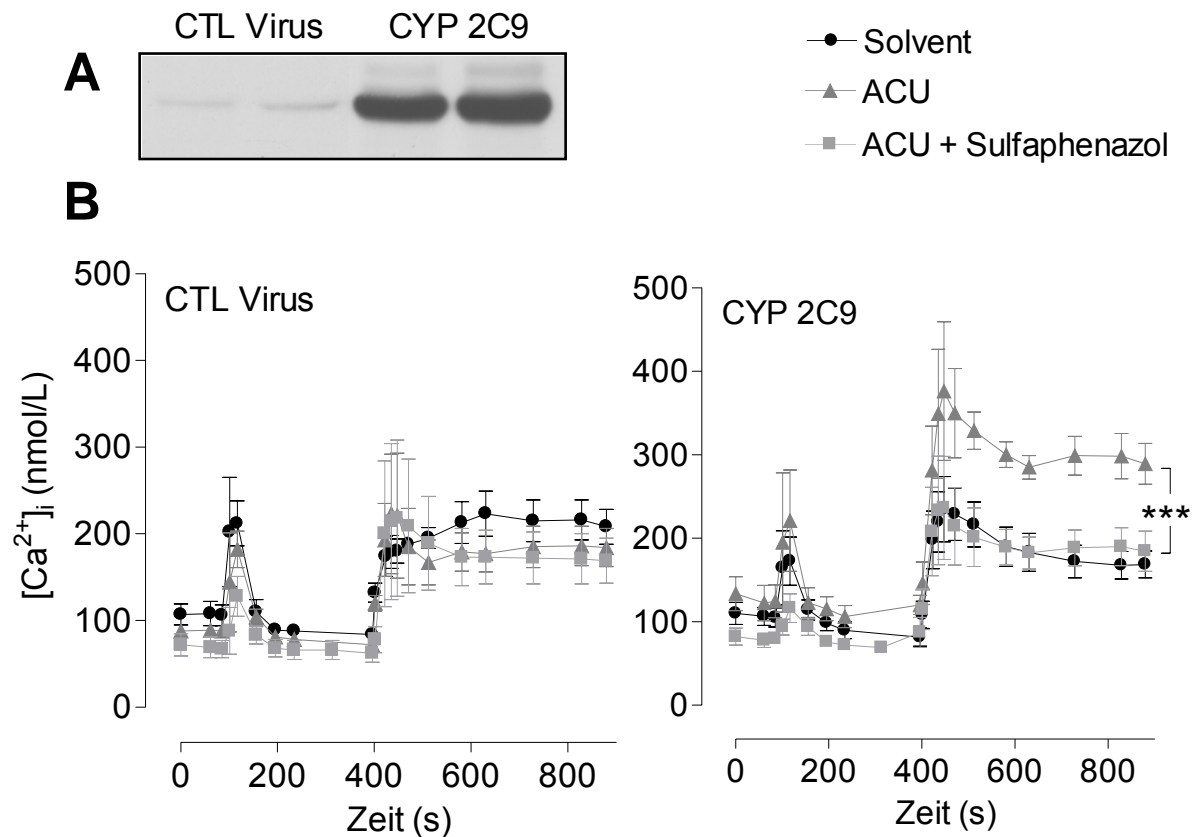 CTL Virus CYP 2C9
A
Solvent
ACU
ACU + Sulfaphenazol
B
CTL Virus
[Ca²⁺]ᵢ (nmol/L)
500
400
300
200
100
0
0 200 400 600 800
Zeit (s)
CYP 2C9
500
400
300
200
100
0
***
0 200 400 600 800
Zeit (s)